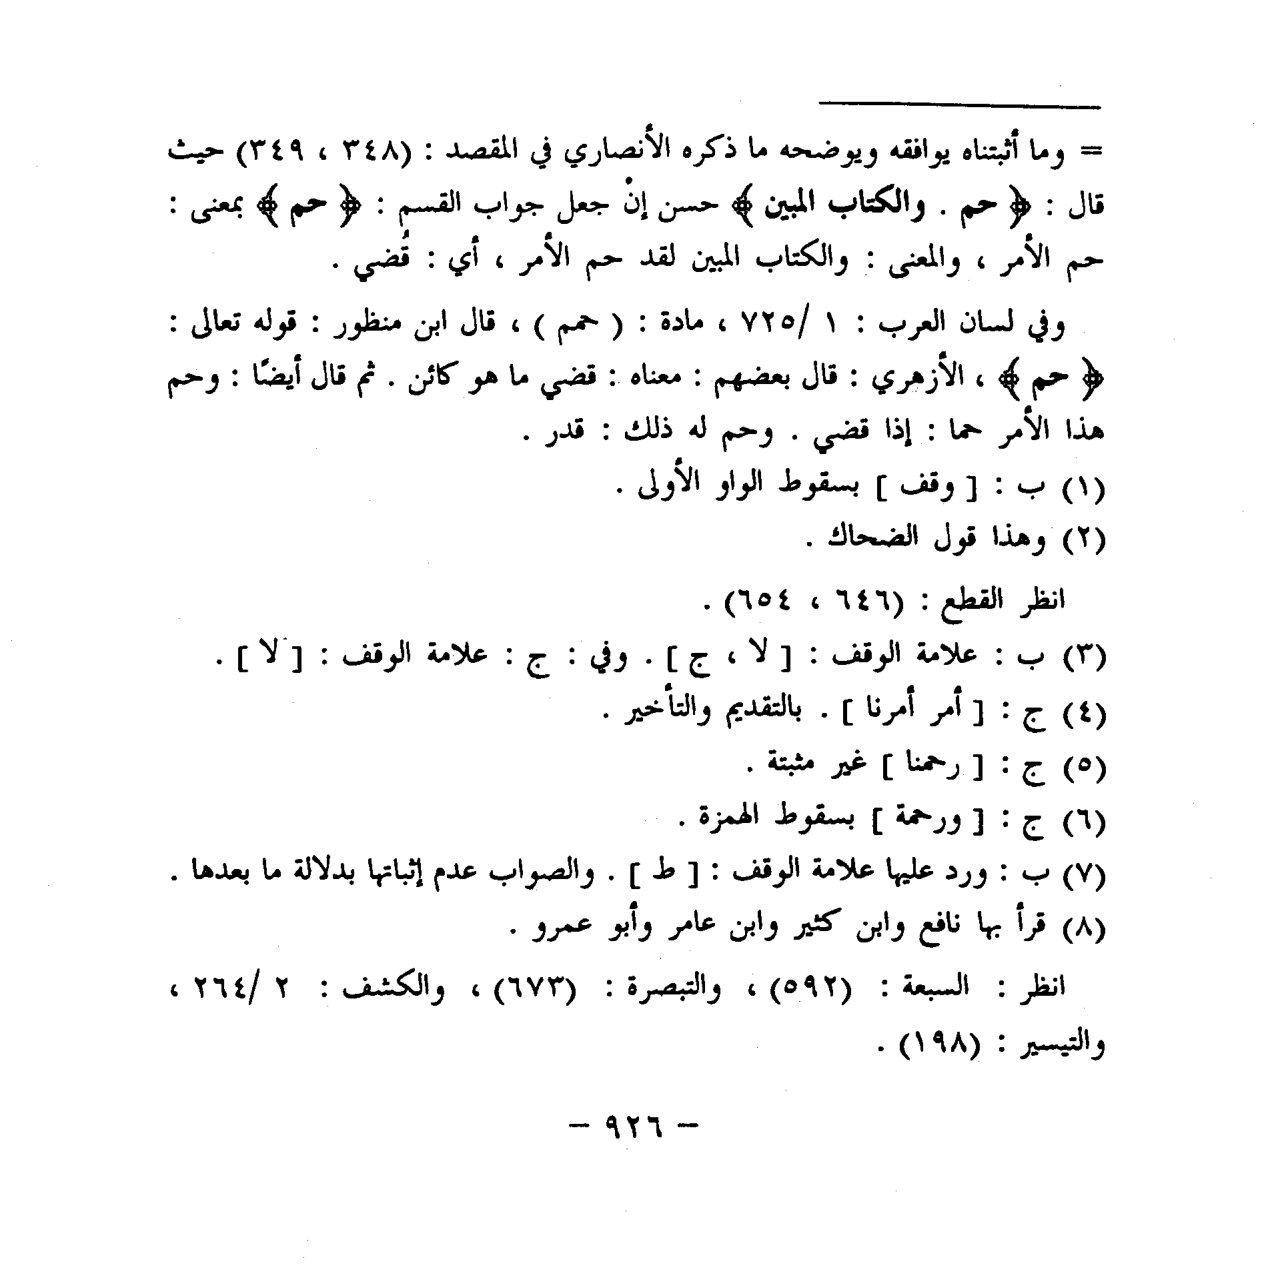 = وما أثبتناه يوافقه ويوضحه ما ذكره الأنصاري في المقصد : (٣٤٨ ، ٣٤٩) حيث
قال : ﴿ حم . والكتاب المبين ﴾ حسن إنْ جعل جواب القسم : ﴿ حم ﴾ بمعنى :
حم الأمر ، والمعنى : والكتاب المبين لقد حم الأمر ، أي : قُضي .
وفي لسان العرب : ١ /٧٢٥ ، مادة : ( حمم ) ، قال ابن منظور : قوله تعالى :
﴿ حم ﴾ ، الأزهري : قال بعضهم : معناه : قضي ما هو كائن . ثم قال أيضًا : وحم
هذا الأمر حما : إذا قضي . وحم له ذلك : قدر .
(١) ب : [ وقف ] بسقوط الواو الأولى .
(٢) وهذا قول الضحاك .
انظر القطع : (٦٤٦ ، ٦٥٤) .
(٣) ب : علامة الوقف : [ لا ، ج ] . وفي : ج : علامة الوقف : [ لا ] .
(٤) ج : [ أمر أمرنا ] . بالتقديم والتأخير .
(٥) ج : [ رحمنا ] غير مثبتة .
(٦) ج : [ ورحمة ] بسقوط الهمزة .
(٧) ب : ورد عليها علامة الوقف : [ ط ] . والصواب عدم إثباتها بدلالة ما بعدها .
(٨) قرأ بها نافع وابن كثير وابن عامر وأبو عمرو .
انظر : السبعة : (٥٩٢) ، والتبصرة : (٦٧٣) ، والكشف : ٢ /٢٦٤ ،
والتيسير : (١٩٨) .
– ٩٢٦ –